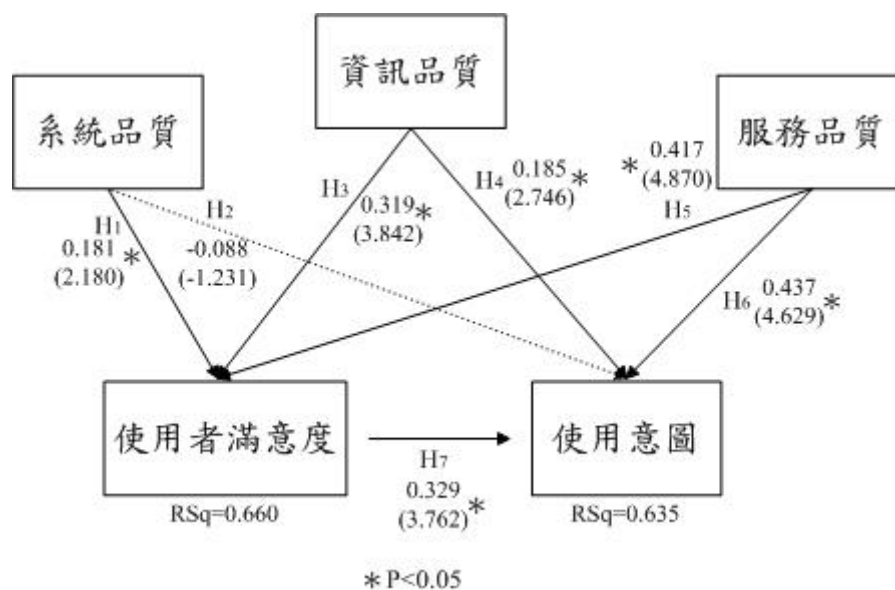 資訊品質
系統品質
服務品質
H1
0.181
(2.180)*
H2
-0.088
(-1.231)
H3
0.319
(3.842)*
H4
0.185
(2.746)*
*0.417
(4.870)
H5
H6
0.437
(4.629)*
使用者滿意度
使用意圖
H7
0.329
(3.762)*
RSq=0.660
RSq=0.635
*P<0.05